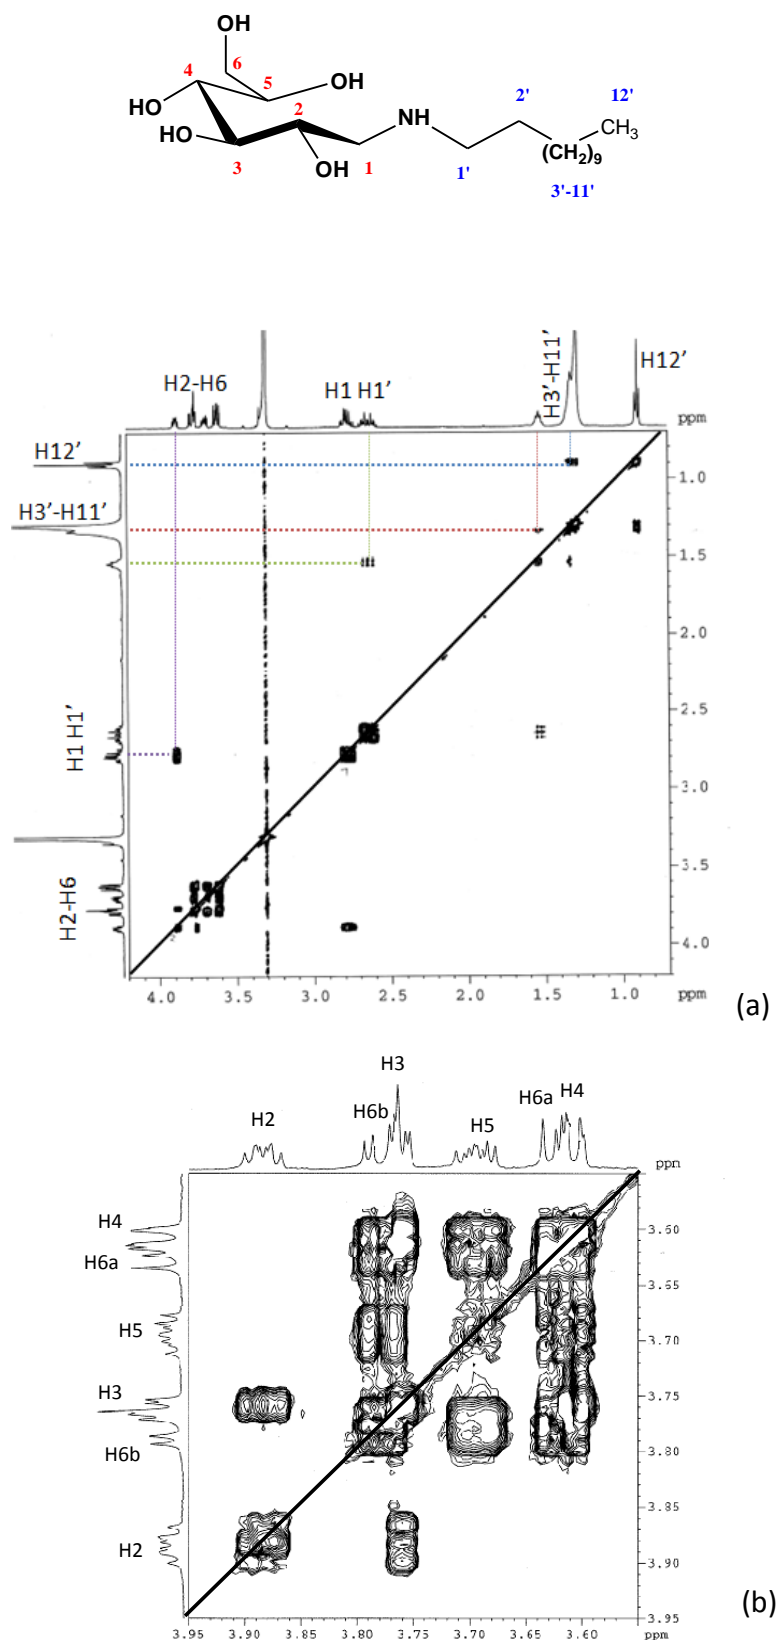 OH
6
4
5
OH
HO
2
NH
2'
12'
CH3
HO
(CH2)9
3
OH
1
1'
3'-11'
H2-H6
H1 H1’
H3’-H11’
H12’
ppm
H12’
1.0
H3’-H11’
1.5
2.0
2.5
H1 H1’
3.0
3.5
H2-H6
4.0
4.0 3.5 3.0 2.5 2.0 1.5 1.0 ppm
(a)
H3
H2
H6b
H5
H6a
H4
ppm
H4
3.60
H6a
3.65
H5
3.70
H3
3.75
H6b
3.80
3.85
H2
3.90
(b)
3.95
3.95 3.90 3.85 3.80 3.75 3.70 3.65 3.60 ppm